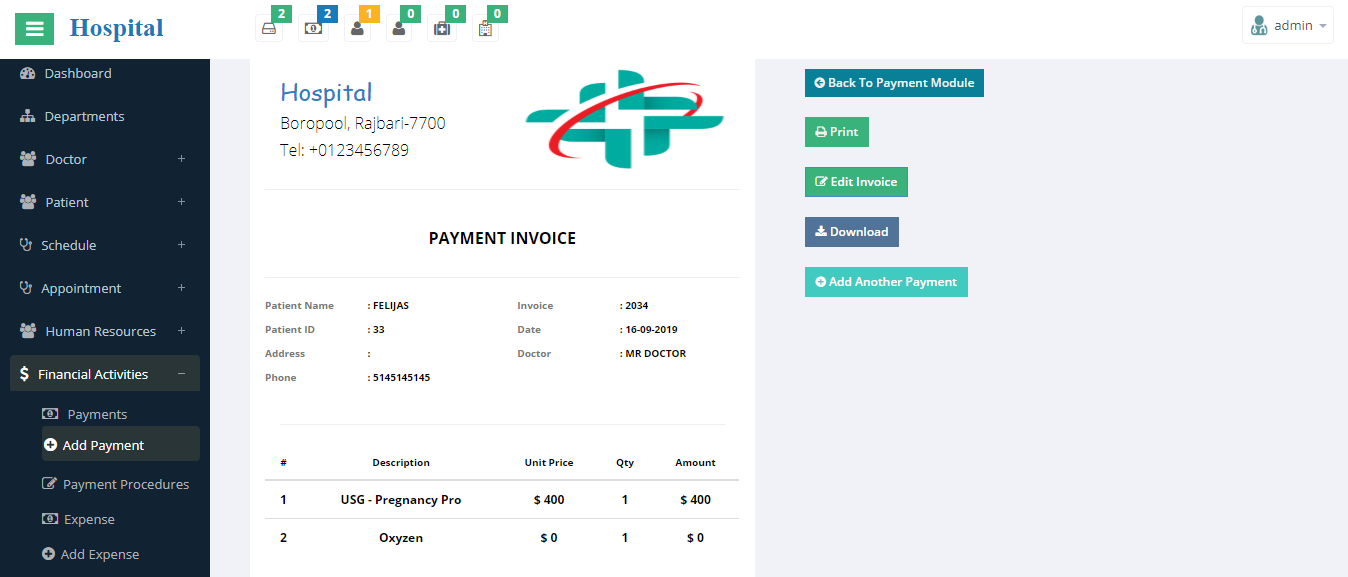 Hospital
2 2 1 0 0 0
admin
Dashboard
Departments
Doctor +
Patient +
Schedule +
Appointment +
Human Resources +
$ Financial Activities −
Payments
Add Payment
Payment Procedures
Expense
Add Expense
Hospital
Boropool, Rajbari-7700
Tel: +0123456789
PAYMENT INVOICE
Patient Name : FELIJAS Invoice : 2034
Patient ID : 33 Date : 16-09-2019
Address : Doctor : MR DOCTOR
Phone : 5145145145
# Description Unit Price Qty Amount
1 USG - Pregnancy Pro $ 400 1 $ 400
2 Oxyzen $ 0 1 $ 0
Back To Payment Module
Print
Edit Invoice
Download
Add Another Payment